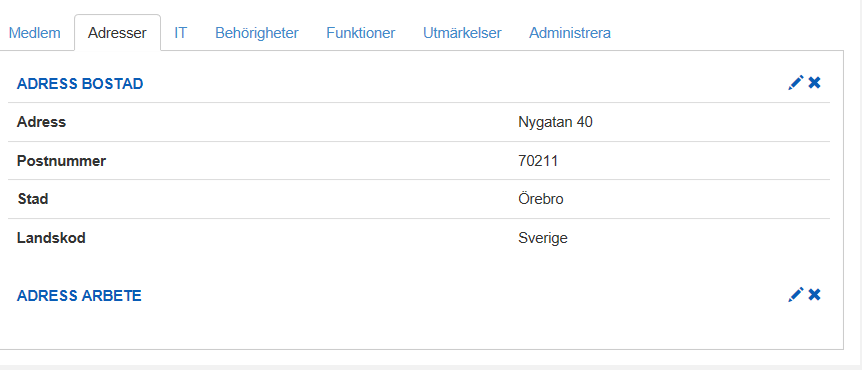 Medlem Adresser IT Behörigheter Funktioner Utmärkelser Administrera
ADRESS BOSTAD
Adress Nygatan 40
Postnummer 70211
Stad Örebro
Landskod Sverige
ADRESS ARBETE